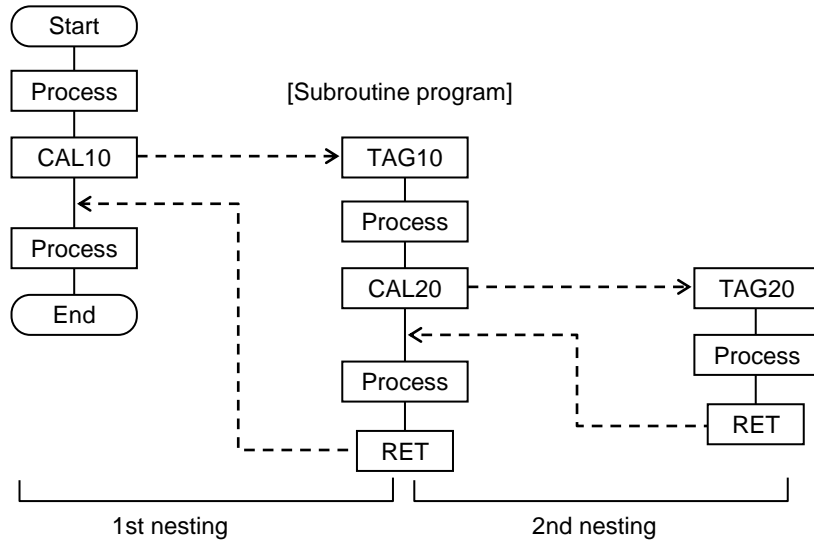 Start
Process
[Subroutine program]
CAL10
TAG10
Process
Process
CAL20
TAG20
End
Process
Process
RET
RET
1st nesting
2nd nesting